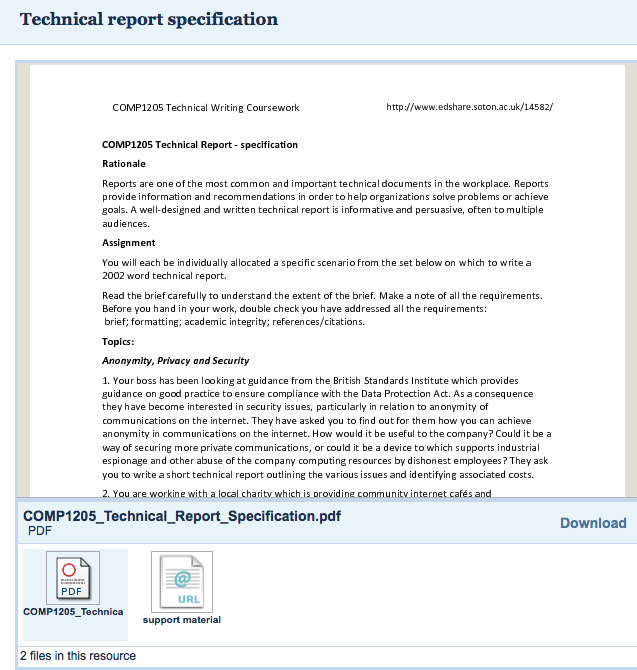 Technical report specification
COMP1205 Technical Writing Coursework http://www.edshare.soton.ac.uk/14582/
COMP1205 Technical Report - specification
Rationale
Reports are one of the most common and important technical documents in the workplace. Reports
provide information and recommendations in order to help organizations solve problems or achieve
goals. A well-designed and written technical report is informative and persuasive, often to multiple
audiences.
Assignment
You will each be individually allocated a specific scenario from the set below on which to write a
2002 word technical report.
Read the brief carefully to understand the extent of the brief. Make a note of all the requirements.
Before you hand in your work, double check you have addressed all the requirements:
brief; formatting; academic integrity; references/citations.
Topics:
Anonymity, Privacy and Security
1. Your boss has been looking at guidance from the British Standards Institute which provides
guidance on good practice to ensure compliance with the Data Protection Act. As a consequence
they have become interested in security issues, particularly in relation to anonymity of
communications on the internet. They have asked you to find out for them how you can achieve
anonymity in communications on the internet. How would it be useful to the company? Could it be a
way of securing more private communications, or could it be a device to which supports industrial
espionage and other abuse of the company computing resources by dishonest employees? They ask
you to write a short technical report outlining the various issues and identifying associated costs.
2. You are working with a local charity which is providing community internet cafés and
COMP1205_Technical_Report_Specification.pdf
PDF
Download
PDF
@
URL
COMP1205_Technica
support material
2 files in this resource